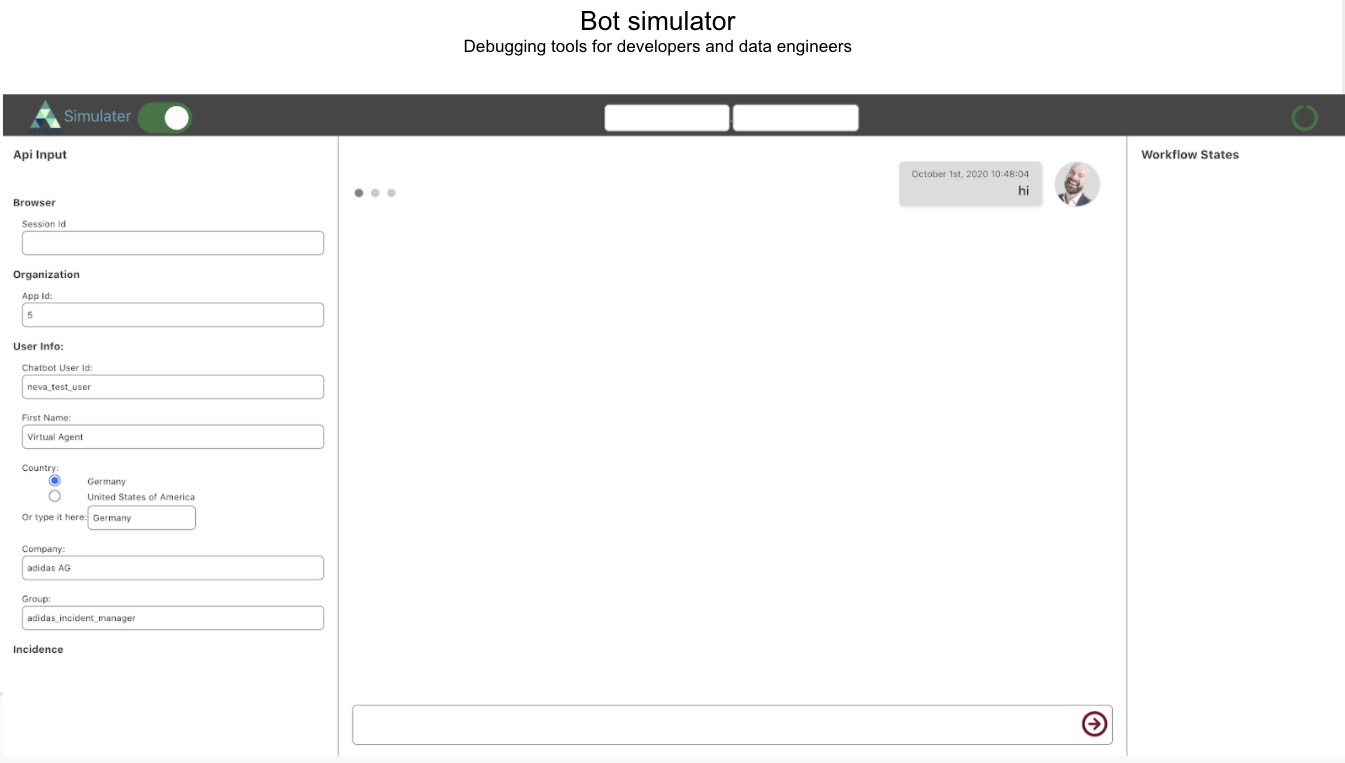 Bot simulator
Debugging tools for developers and data engineers
Simulater
Api Input
Browser
Session Id
Organization
App Id:
5
User Info:
Chatbot User Id:
neva_test_user
First Name:
Virtual Agent
Country:
Germany
United States of America
Or type it here: Germany
Company:
adidas AG
Group:
adidas_incident_manager
Incidence
October 1st, 2020 10:48:04
hi
Workflow States